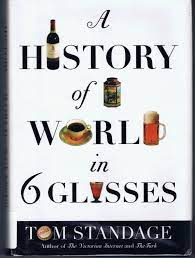 A
HISTORY
of
WORLD
in
6 GLASSES
TOM STANDAGE
Author of The Victorian Internet and The Turk